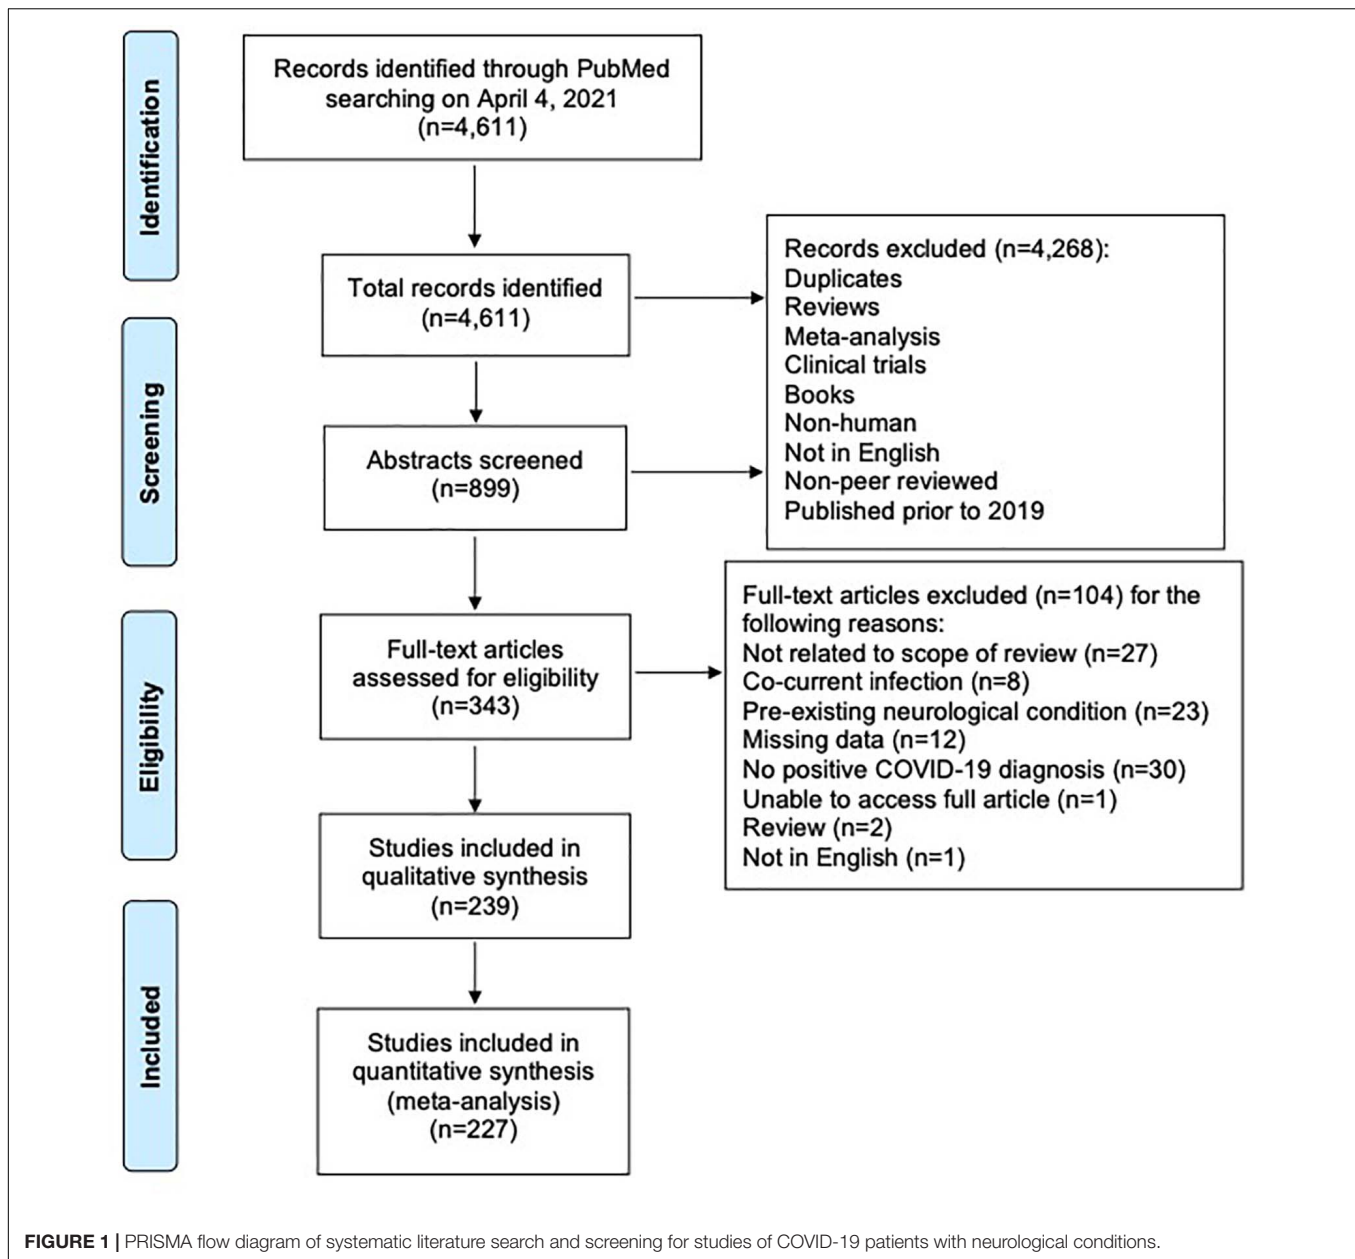 Identification
Records identified through PubMed
searching on April 4, 2021
(n=4,611)
Total records identified
(n=4,611)
Records excluded (n=4,268):
Duplicates
Reviews
Meta-analysis
Clinical trials
Books
Non-human
Not in English
Non-peer reviewed
Published prior to 2019
Screening
Abstracts screened
(n=899)
Eligibility
Full-text articles
assessed for eligibility
(n=343)
Full-text articles excluded (n=104) for the
following reasons:
Not related to scope of review (n=27)
Co-current infection (n=8)
Pre-existing neurological condition (n=23)
Missing data (n=12)
No positive COVID-19 diagnosis (n=30)
Unable to access full article (n=1)
Review (n=2)
Not in English (n=1)
Studies included in
qualitative synthesis
(n=239)
Included
Studies included in
quantitative synthesis
(meta-analysis)
(n=227)
FIGURE 1 | PRISMA flow diagram of systematic literature search and screening for studies of COVID-19 patients with neurological conditions.